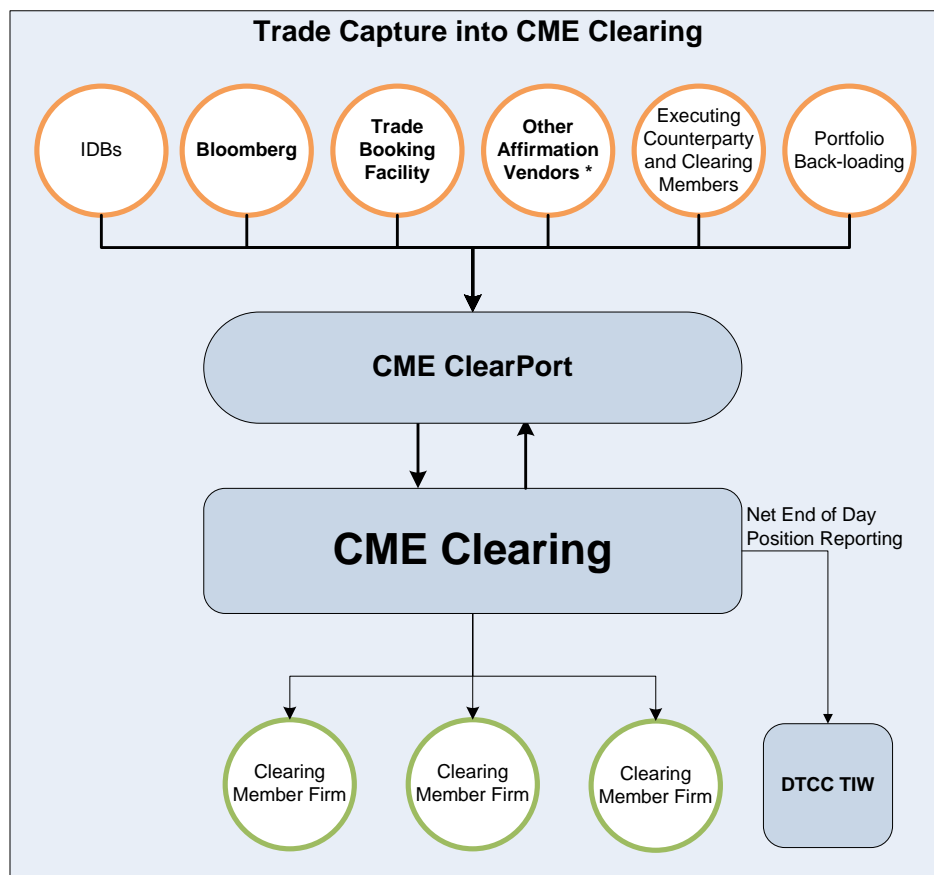 Trade Capture into CME Clearing
IDBs
Bloomberg
Trade
Booking
Facility
Other
Affirmation
Vendors *
Executing
Counterparty
and Clearing
Members
Portfolio
Back-loading
CME ClearPort
CME Clearing
Net End of Day
Position Reporting
Clearing
Member Firm
Clearing
Member Firm
Clearing
Member Firm
DTCC TIW